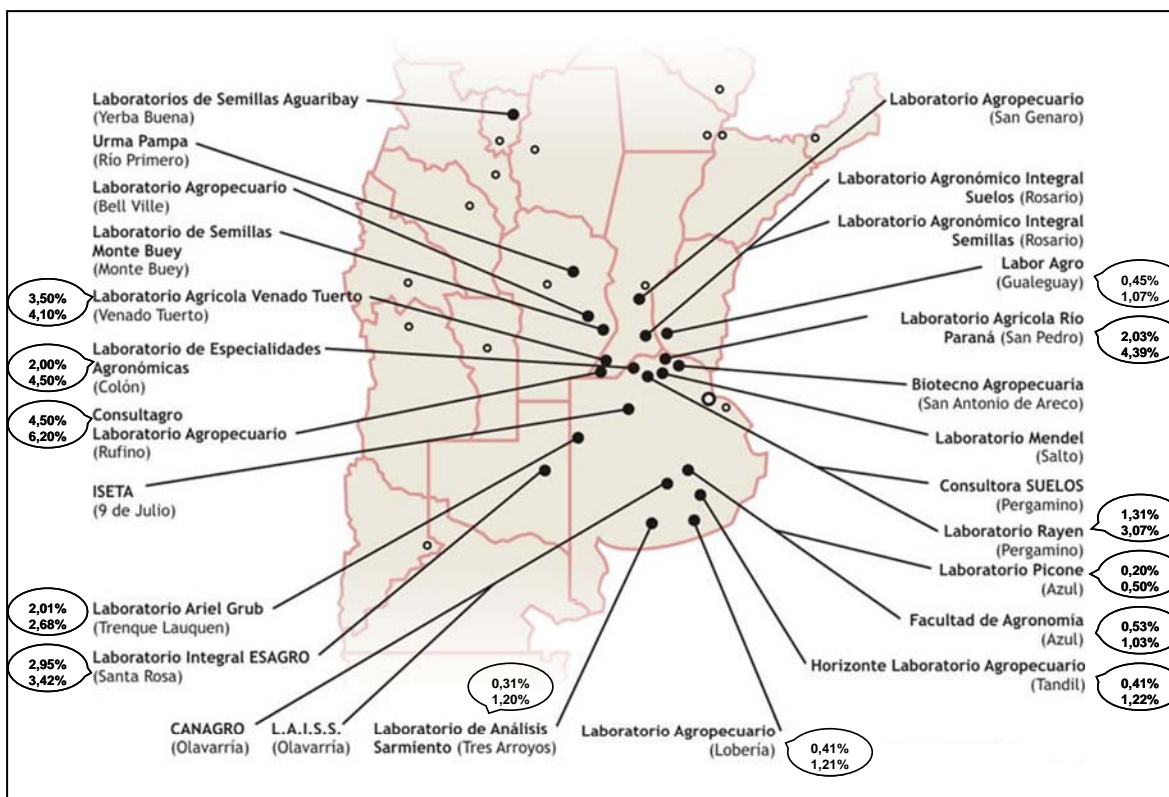 Laboratorios de Semillas Aguaribay
(Yerba Buena)
Urma Pampa
(Río Primero)
Laboratorio Agropecuario
(Bell Ville)
Laboratorio de Semillas
Monte Buey
(Monte Buey)
3,50%
4,10%
Laboratorio Agrícola Venado Tuerto
(Venado Tuerto)
2,00%
4,50%
Laboratorio de Especialidades
Agronómicas
(Colón)
4,50%
6,20%
Consultagro
Laboratorio Agropecuario
(Rufino)
ISETA
(9 de Julio)
2,01%
2,68%
Laboratorio Ariel Grub
(Trenque Lauquen)
2,95%
3,42%
Laboratorio Integral ESAGRO
(Santa Rosa)
CANAGRO
(Olavarría)
L.A.I.S.S.
(Olavarría)
0,31%
1,20%
Laboratorio de Análisis
Sarmiento (Tres Arroyos)
Laboratorio Agropecuario
(Lobería)
0,41%
1,21%
Laboratorio Agropecuario
(San Genaro)
Laboratorio Agronómico Integral
Suelos (Rosario)
Laboratorio Agronómico Integral
Semillas (Rosario)
Labor Agro
(Gualeguay)
0,45%
1,07%
Laboratorio Agrícola Río
Paraná (San Pedro)
2,03%
4,39%
Biotecno Agropecuaria
(San Antonio de Areco)
Laboratorio Mendel
(Salto)
Consultora SUELOS
(Pergamino)
Laboratorio Rayen
(Pergamino)
1,31%
3,07%
Laboratorio Picone
(Azul)
0,20%
0,50%
Facultad de Agronomía
(Azul)
0,53%
1,03%
Horizonte Laboratorio Agropecuario
(Tandil)
0,41%
1,22%